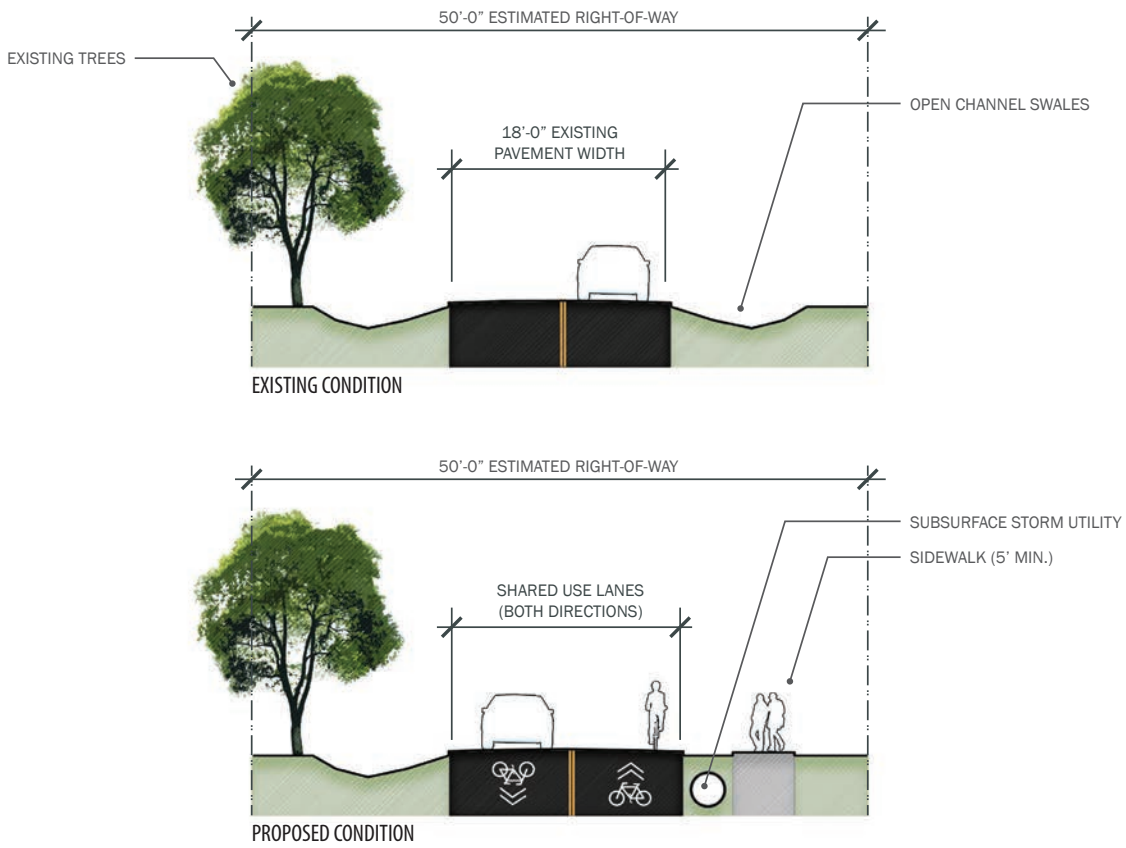 50’-0” ESTIMATED RIGHT-OF-WAY
EXISTING TREES
OPEN CHANNEL SWALES
18’-0” EXISTING
PAVEMENT WIDTH
EXISTING CONDITION
50’-0” ESTIMATED RIGHT-OF-WAY
SUBSURFACE STORM UTILITY
SIDEWALK (5’ MIN.)
SHARED USE LANES
(BOTH DIRECTIONS)
PROPOSED CONDITION